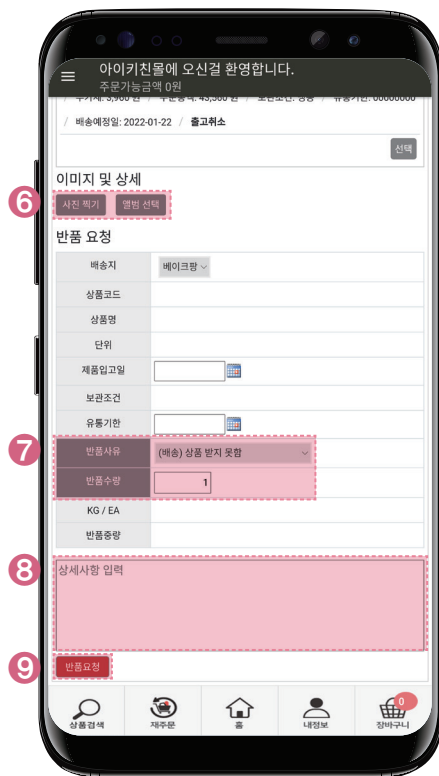 아이키친몰에 오신걸 환영합니다.
주문가능금액 0원
/ 배송예정일: 2022-01-22 / 출고취소
선택
이미지 및 상세
6
사진 찍기 앨범 선택
반품 요청
배송지 베이크팡
상품코드
상품명
단위
제품입고일
보관조건
유통기한
7
반품사유 (배송) 상품 받지 못함
반품수량 1
KG / EA
반품중량
8
상세사항 입력
9
반품요청
상품검색 재주문 홈 내정보 장바구니
0